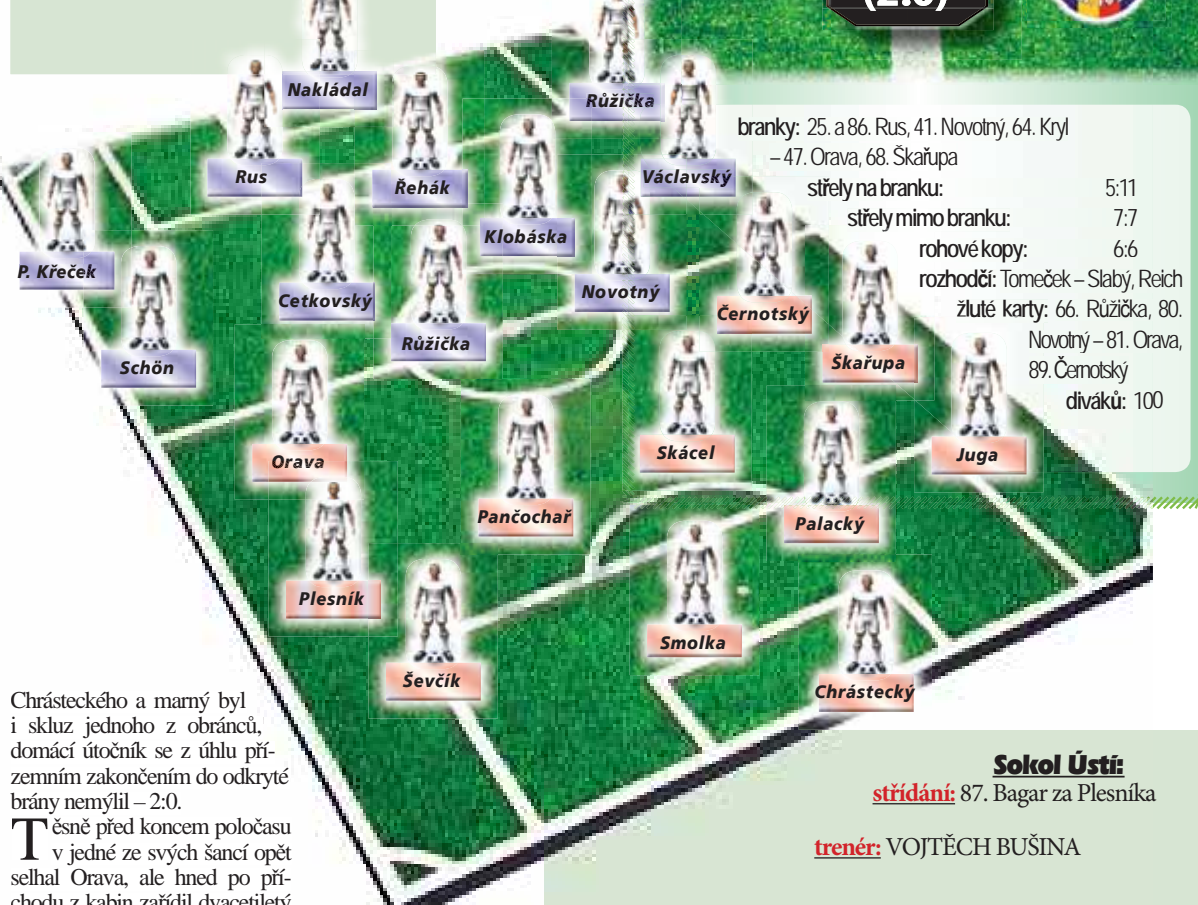 (2:0)
Nakládal
Růžička
Rus
Řehák
Václavský
Klobáska
P. Křeček
Cetkovský
Novotný
Růžička
Schön
Černotský
Škařupa
Orava
Skácel
Juga
Pančochař
Palacký
Plesník
Smolka
Ševčík
Chrástecký
branky: 25. a 86. Rus, 41. Novotný, 64. Kryl
– 47. Orava, 68. Škařupa
střely na branku: 5:11
střely mimo branku: 7:7
rohové kopy: 6:6
rozhodčí: Tomeček – Slabý, Reich
žluté karty: 66. Růžička, 80.
Novotný – 81. Orava,
89. Černotský
diváků: 100
Chrásteckého a marný byl
i skluz jednoho z obránců,
domácí útočník se z úhlu pří-
zemním zakončením do odkryté
brány nemýlil – 2:0.
Těsně před koncem poločasu
v jedné ze svých šancí opět
selhal Orava, ale hned po pří-
chodu z kabin zařídil dvacetiletý
Sokol Ústí:
střídání: 87. Bagar za Plesníka
trenér: VOJTĚCH BUŠINA